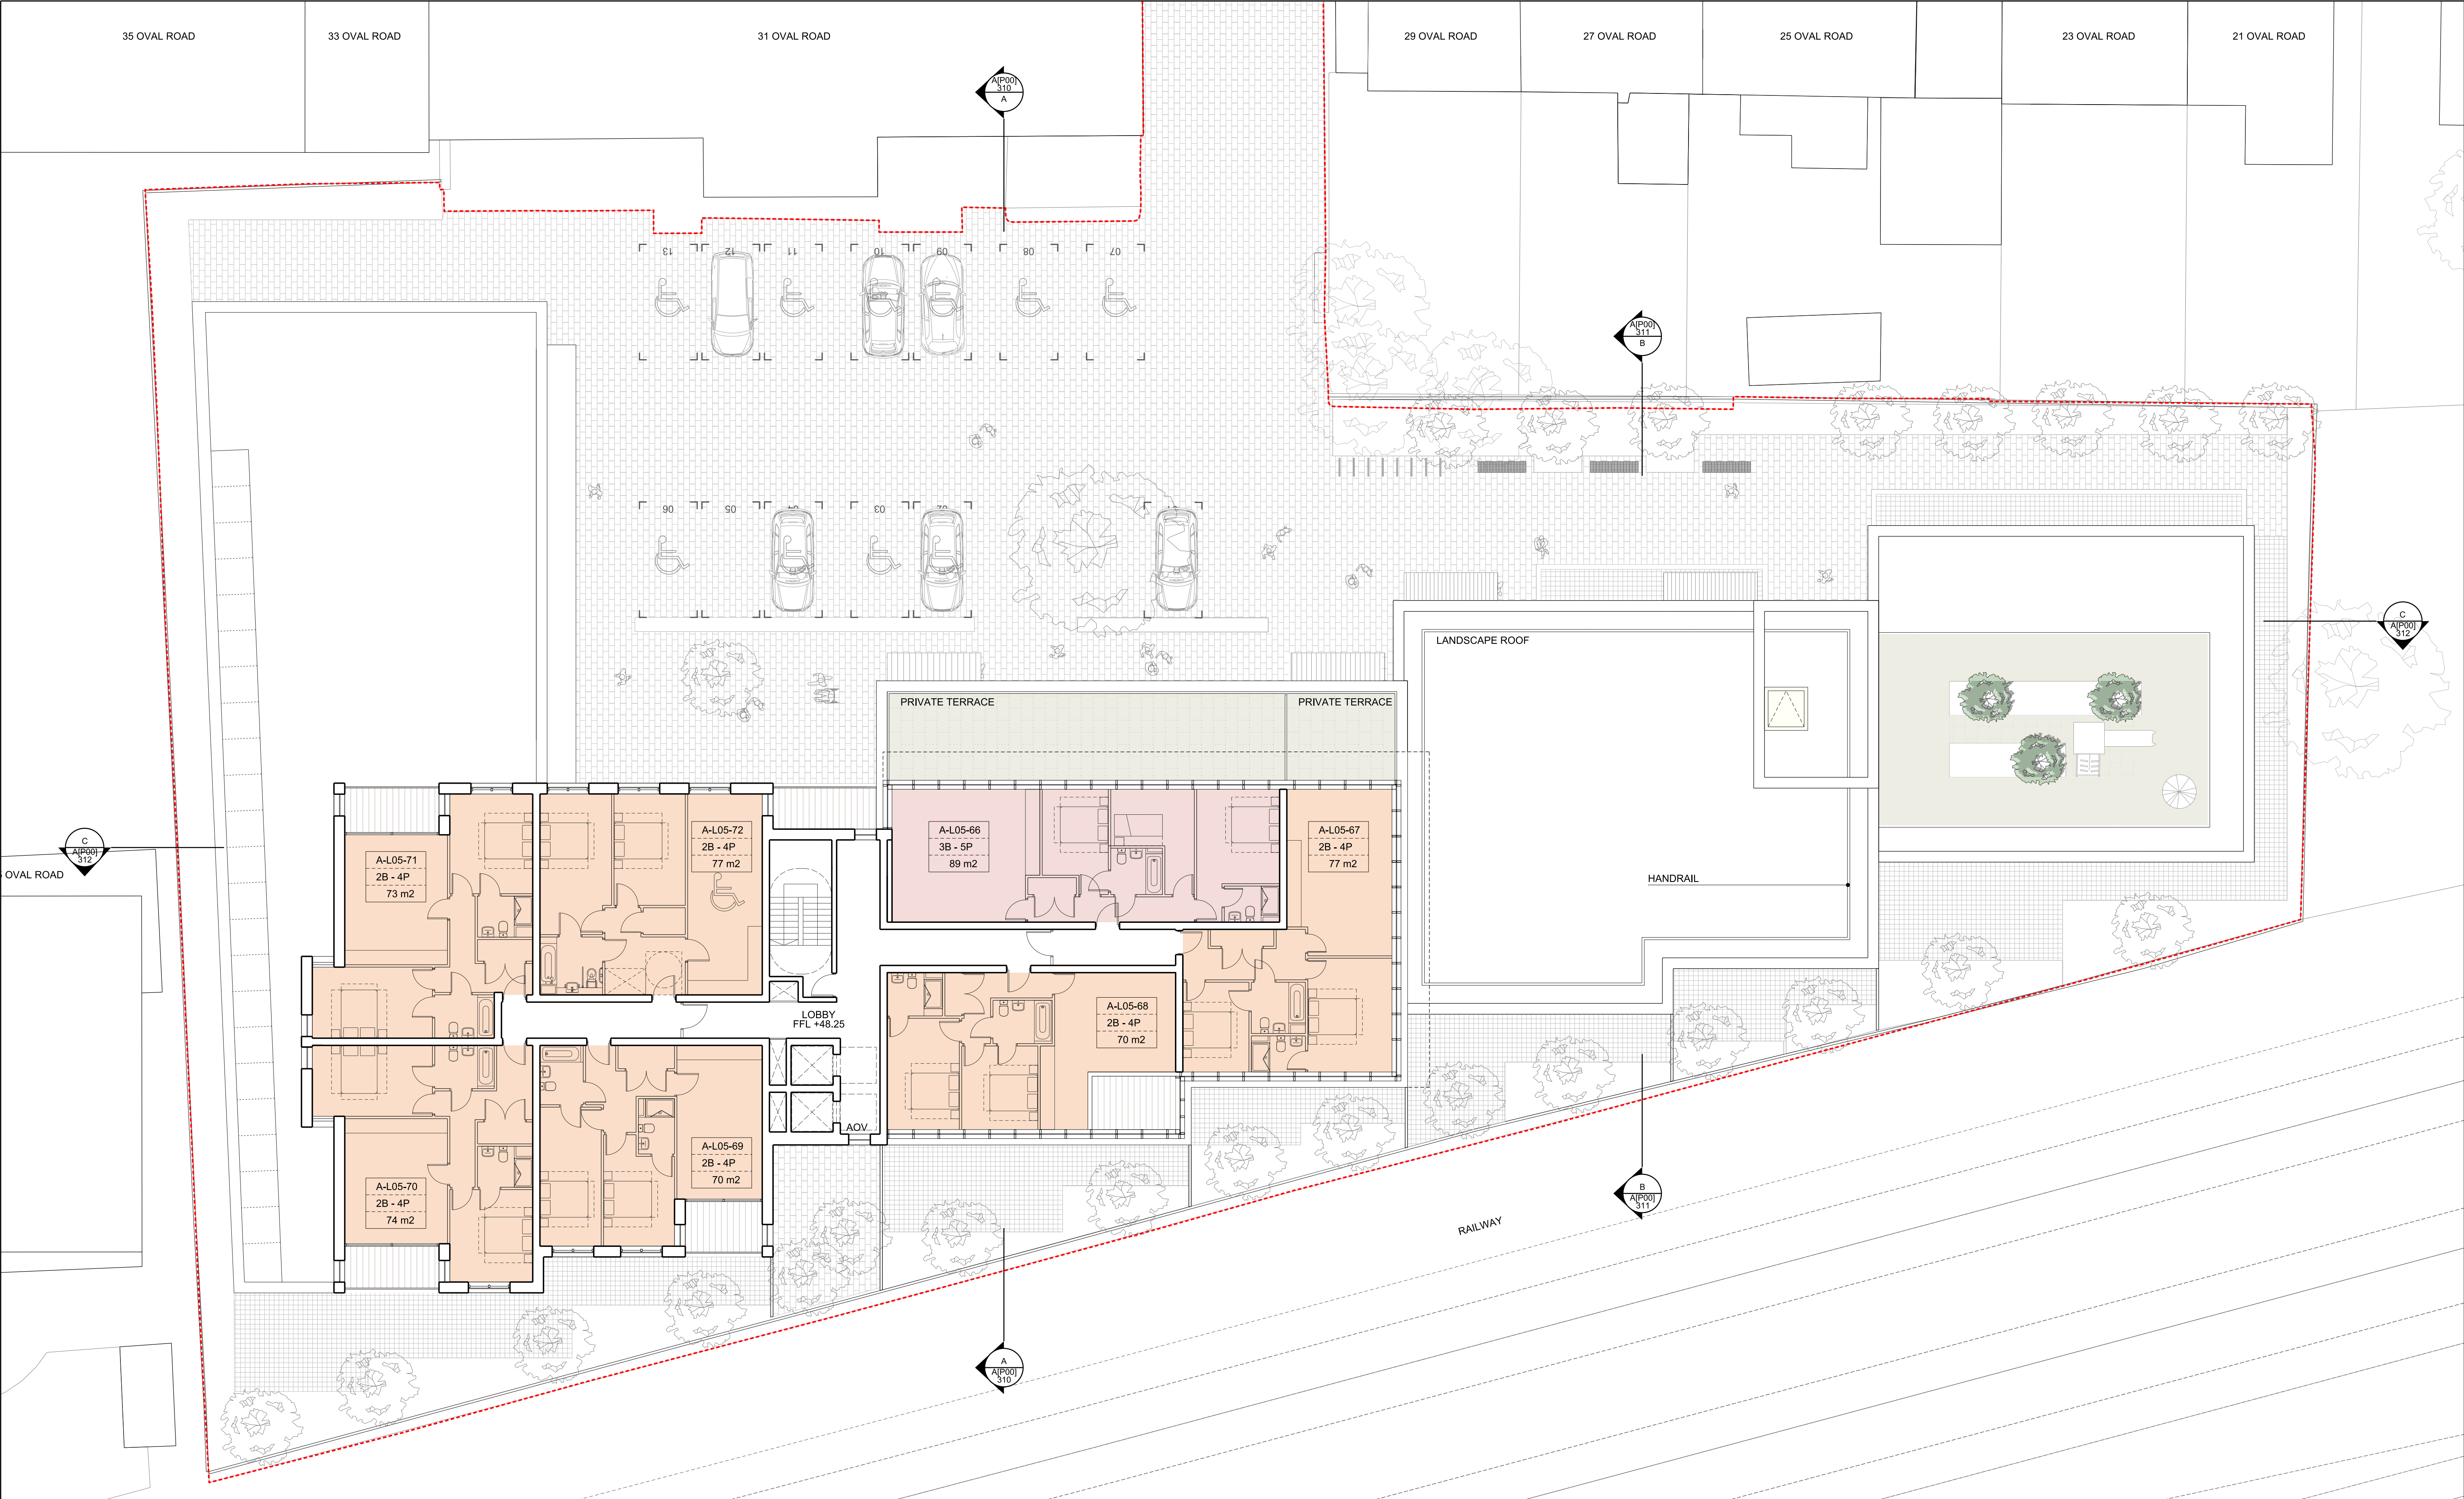 35 OVAL ROAD
33 OVAL ROAD
31 OVAL ROAD
29 OVAL ROAD
27 OVAL ROAD
25 OVAL ROAD
23 OVAL ROAD
21 OVAL ROAD
A[P00]
310
A
13
12
11
10
09
08
07
A[P00]
311
B
06
05
03
02
C
A[P00]
312
LANDSCAPE ROOF
PRIVATE TERRACE
PRIVATE TERRACE
C
A[P00]
312
OVAL ROAD
A-L05-71
2B - 4P
73 m2
A-L05-72
2B - 4P
77 m2
A-L05-66
3B - 5P
89 m2
A-L05-67
2B - 4P
77 m2
HANDRAIL
LOBBY
FFL +48.25
A-L05-68
2B - 4P
70 m2
AOV
A-L05-69
2B - 4P
70 m2
A-L05-70
2B - 4P
74 m2
B
A[P00]
311
RAILWAY
A
A[P00]
310